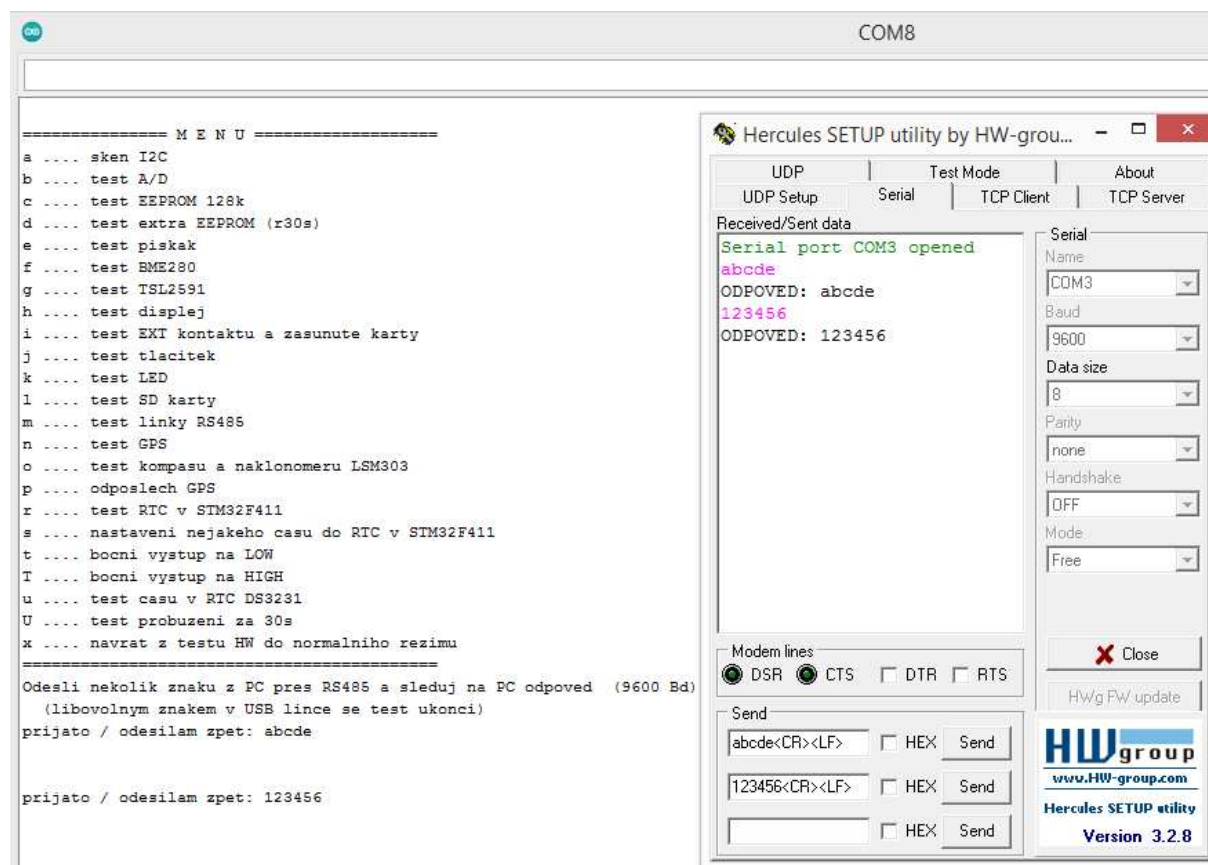 COM8
=============== M E N U ===================
a .... sken I2C
b .... test A/D
c .... test EEPROM 128k
d .... test extra EEPROM (r30s)
e .... test piskak
f .... test BME280
g .... test TSL2591
h .... test displej
i .... test EXT kontaktu a zasunute karty
j .... test tlacitek
k .... test LED
l .... test SD karty
m .... test linky RS485
n .... test GPS
o .... test kompasu a naklonomeru LSM303
p .... odposlech GPS
r .... test RTC v STM32F411
s .... nastaveni nejakeho casu do RTC v STM32F411
t .... bocni vystup na LOW
T .... bocni vystup na HIGH
u .... test casu v RTC DS3231
U .... test probuzeni za 30s
x .... navrat z testu HW do normalniho rezimu
===========================================
Odesli nekolik znaku z PC pres RS485 a sleduj na PC odpoved  (9600 Bd)
(libovolnym znakem v USB lince se test ukonci)
prijato / odesilam zpet: abcde
prijato / odesilam zpet: 123456
Hercules SETUP utility by HW-grou...
UDP Test Mode About
UDP Setup Serial TCP Client TCP Server
Received/Sent data
Serial port COM3 opened
abcde
ODPOVED: abcde
123456
ODPOVED: 123456
Serial
Name
COM3
Baud
9600
Data size
8
Parity
none
Handshake
OFF
Mode
Free
Modem lines
DSR CTS DTR RTS
Close
HWg FW update
Send
abcde<CR><LF> HEX Send
123456<CR><LF> HEX Send
HEX Send
HW group
www.HW-group.com
Hercules SETUP utility
Version 3.2.8